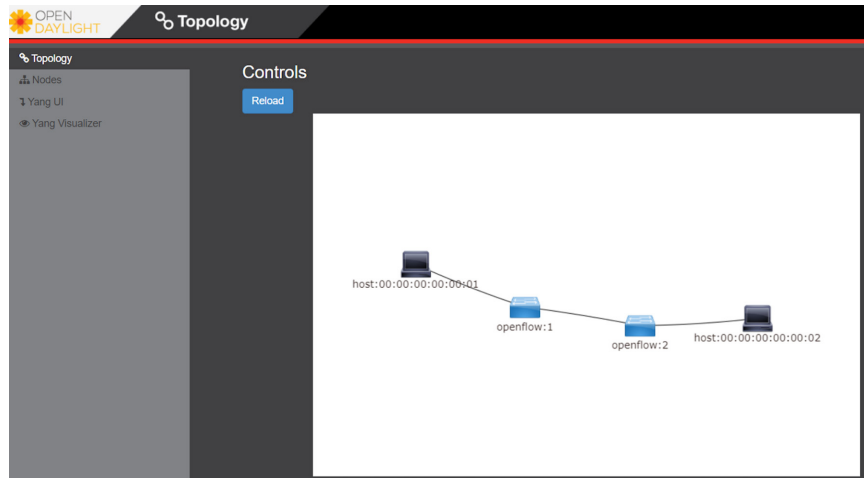 OPEN
DAYLIGHT
Topology
Topology
Nodes
Yang UI
Yang Visualizer
Controls
Reload
host:00:00:00:00:00:01
openflow:1
openflow:2
host:00:00:00:00:00:02